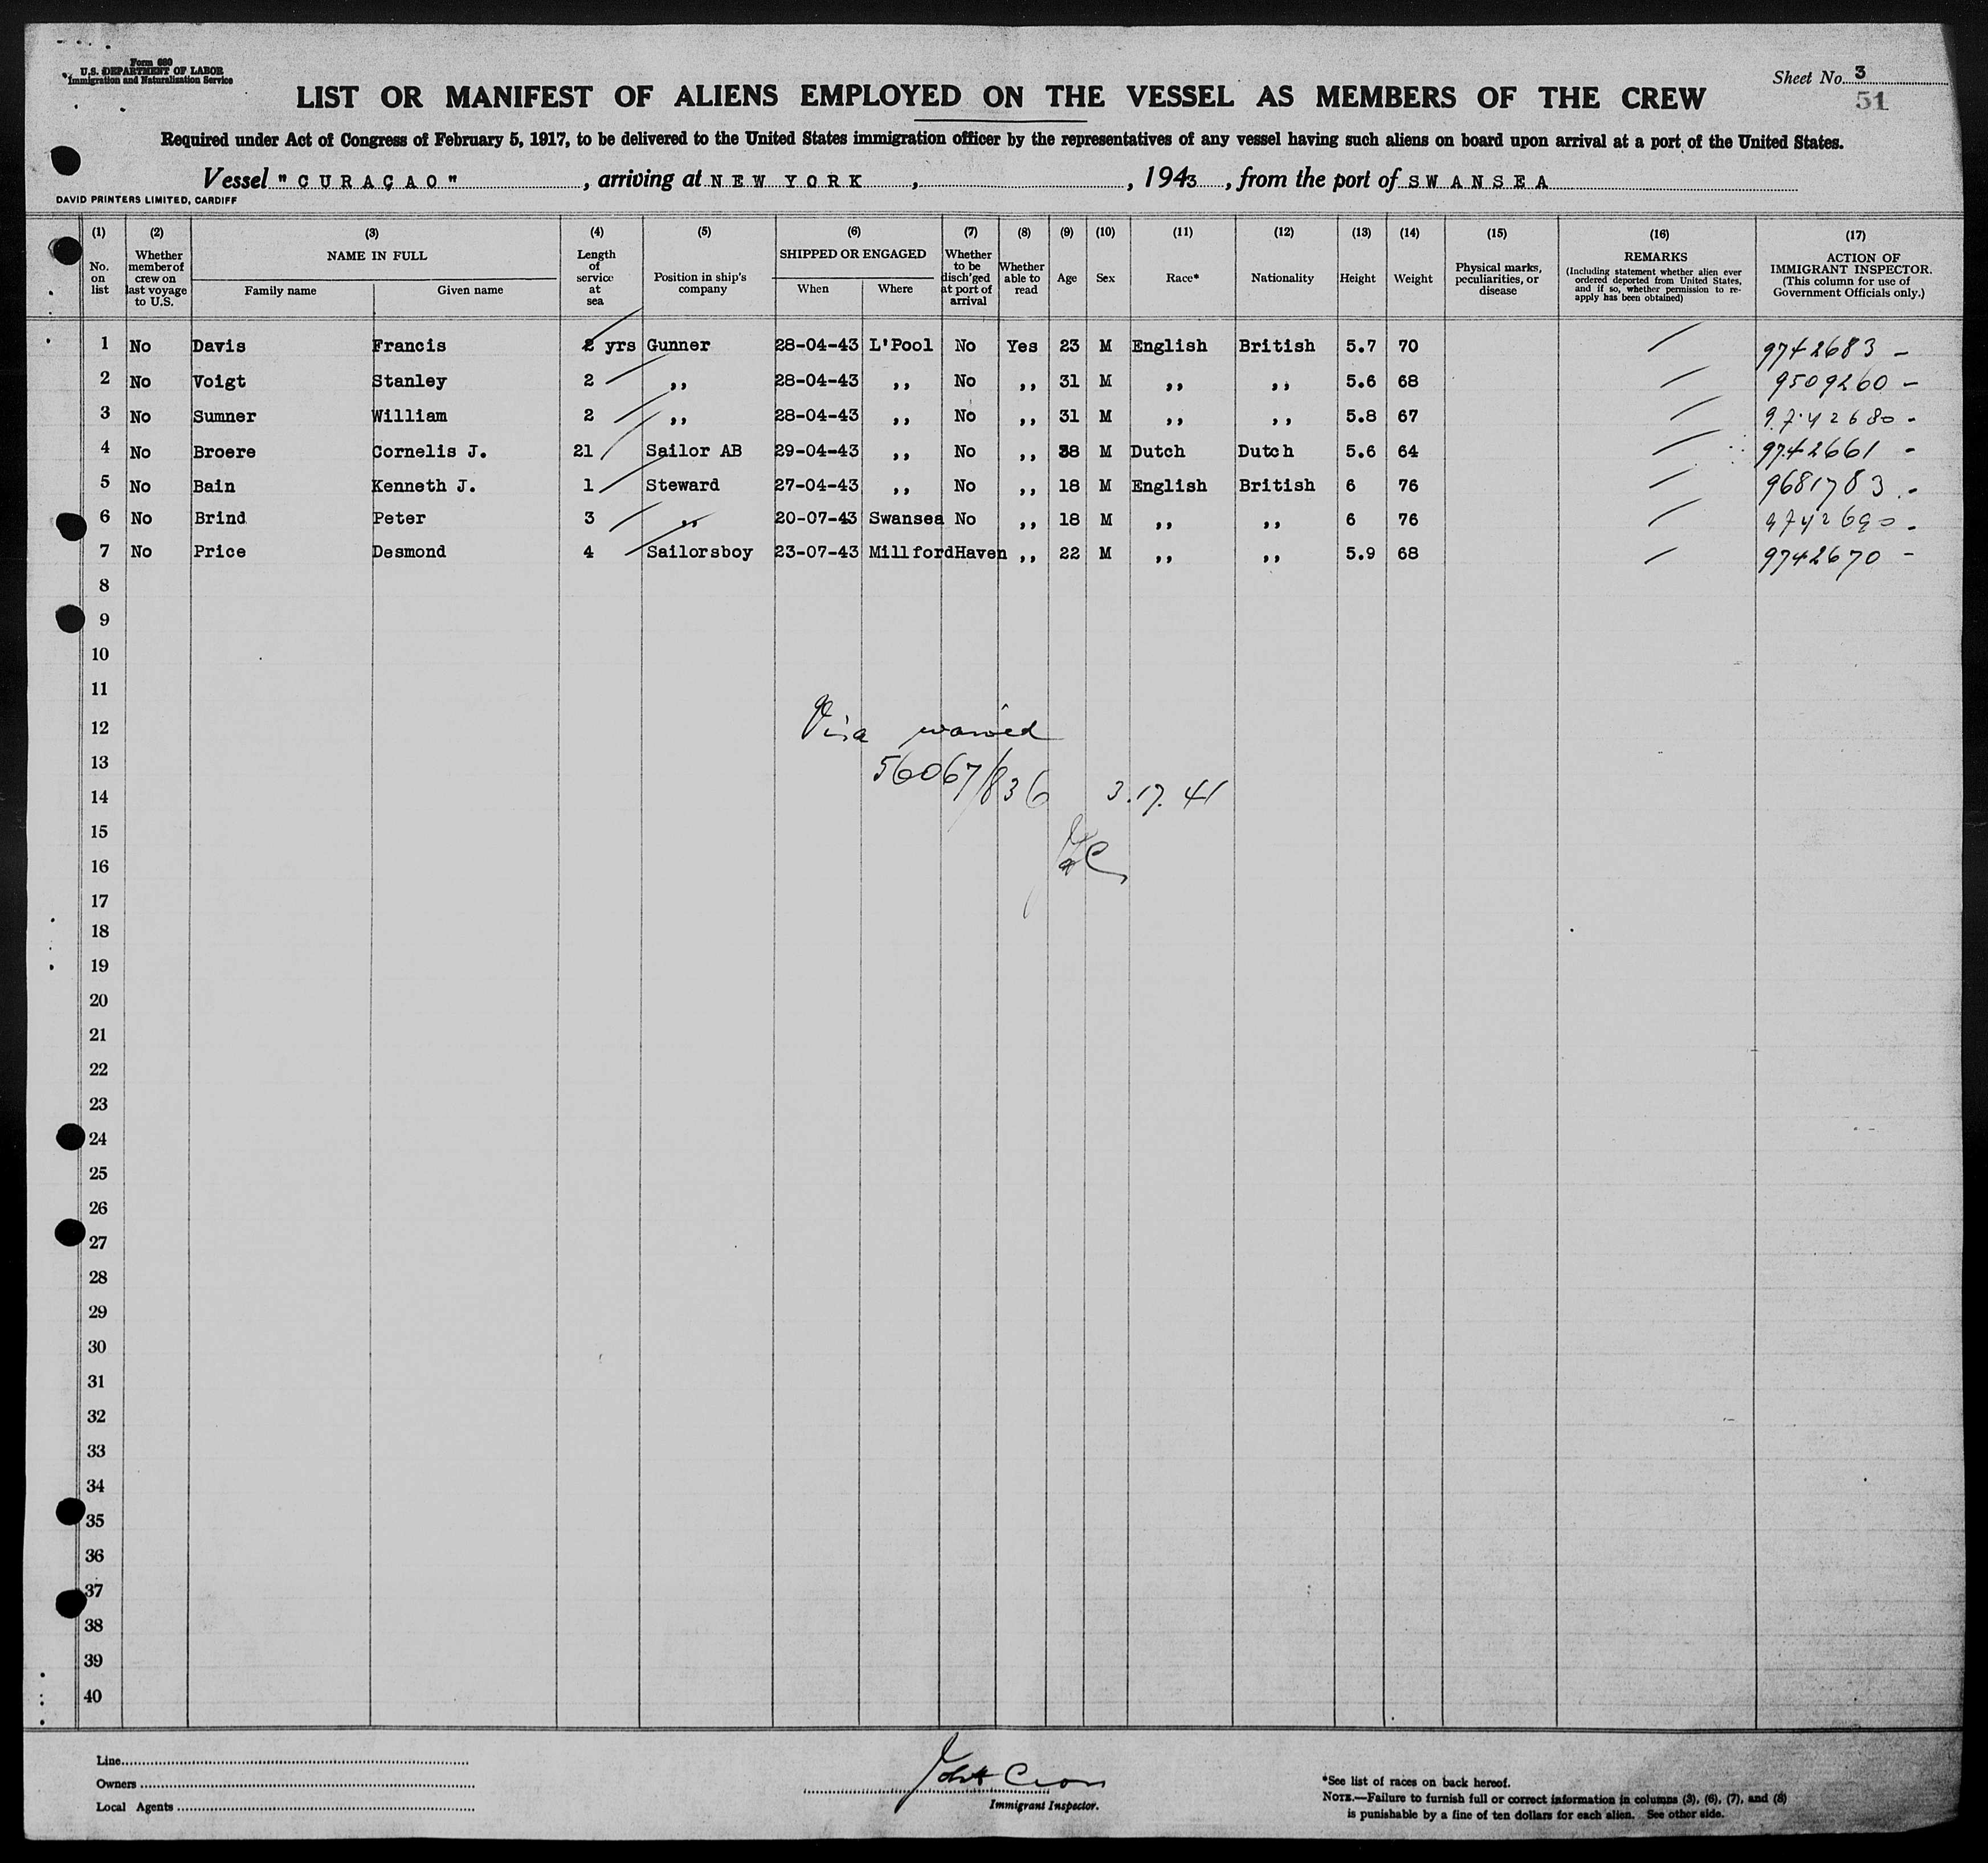 Form 680
U.S. DEPARTMENT OF LABOR
Immigration and Naturalization Service
Sheet No. 3
51
LIST OR MANIFEST OF ALIENS EMPLOYED ON THE VESSEL AS MEMBERS OF THE CREW
Required under Act of Congress of February 5, 1917, to be delivered to the United States immigration officer by the representatives of any vessel having such aliens on board upon arrival at a port of the United States.
Vessel "CURAÇAO", arriving at NEW YORK, , 1943, from the port of SWANSEA
DAVID PRINTERS LIMITED, CARDIFF
(1) (2) (3) (4) (5) (6) (7) (8) (9) (10) (11) (12) (13) (14) (15) (16) (17)
No. on list
Whether member of crew on last voyage to U.S.
NAME IN FULL
Family name Given name
Length of service at sea
Position in ship's company
SHIPPED OR ENGAGED
When Where
Whether to be disch'ged at port of arrival
Whether able to read
Age
Sex
Race*
Nationality
Height
Weight
Physical marks, peculiarities, or disease
REMARKS
(Including statement whether alien ever ordered deported from United States, and if so, whether permission to re-apply has been obtained)
ACTION OF IMMIGRANT INSPECTOR.
(This column for use of Government Officials only.)
1 No Davis Francis 2 yrs Gunner 28-04-43 L'Pool No Yes 23 M English British 5.7 70 9742683 -
2 No Voigt Stanley 2 ,, 28-04-43 ,, No ,, 31 M ,, ,, 5.6 68 9509260 -
3 No Sumner William 2 ,, 28-04-43 ,, No ,, 31 M ,, ,, 5.8 67 9742680 -
4 No Broere Cornelis J. 21 Sailor AB 29-04-43 ,, No ,, 38 M Dutch Dutch 5.6 64 9742661 -
5 No Bain Kenneth J. 1 Steward 27-04-43 ,, No ,, 18 M English British 6 76 9681783 -
6 No Brind Peter 3 ,, 20-07-43 Swansea No ,, 18 M ,, ,, 6 76 9742690 -
7 No Price Desmond 4 Sailorsboy 23-07-43 MillfordHaven ,, 22 M ,, ,, 5.9 68 9742670 -
8
9
10
11
12
13
14
15
16
17
18
19
20
21
22
23
24
25
26
27
28
29
30
31
32
33
34
35
36
37
38
39
40
Visa waived
56067/836 3.17.41
Line
Owners
Local Agents
Immigrant Inspector.
*See list of races on back hereof.
NOTE.—Failure to furnish full or correct information in columns (3), (6), (7), and (8)
is punishable by a fine of ten dollars for each alien. See other side.